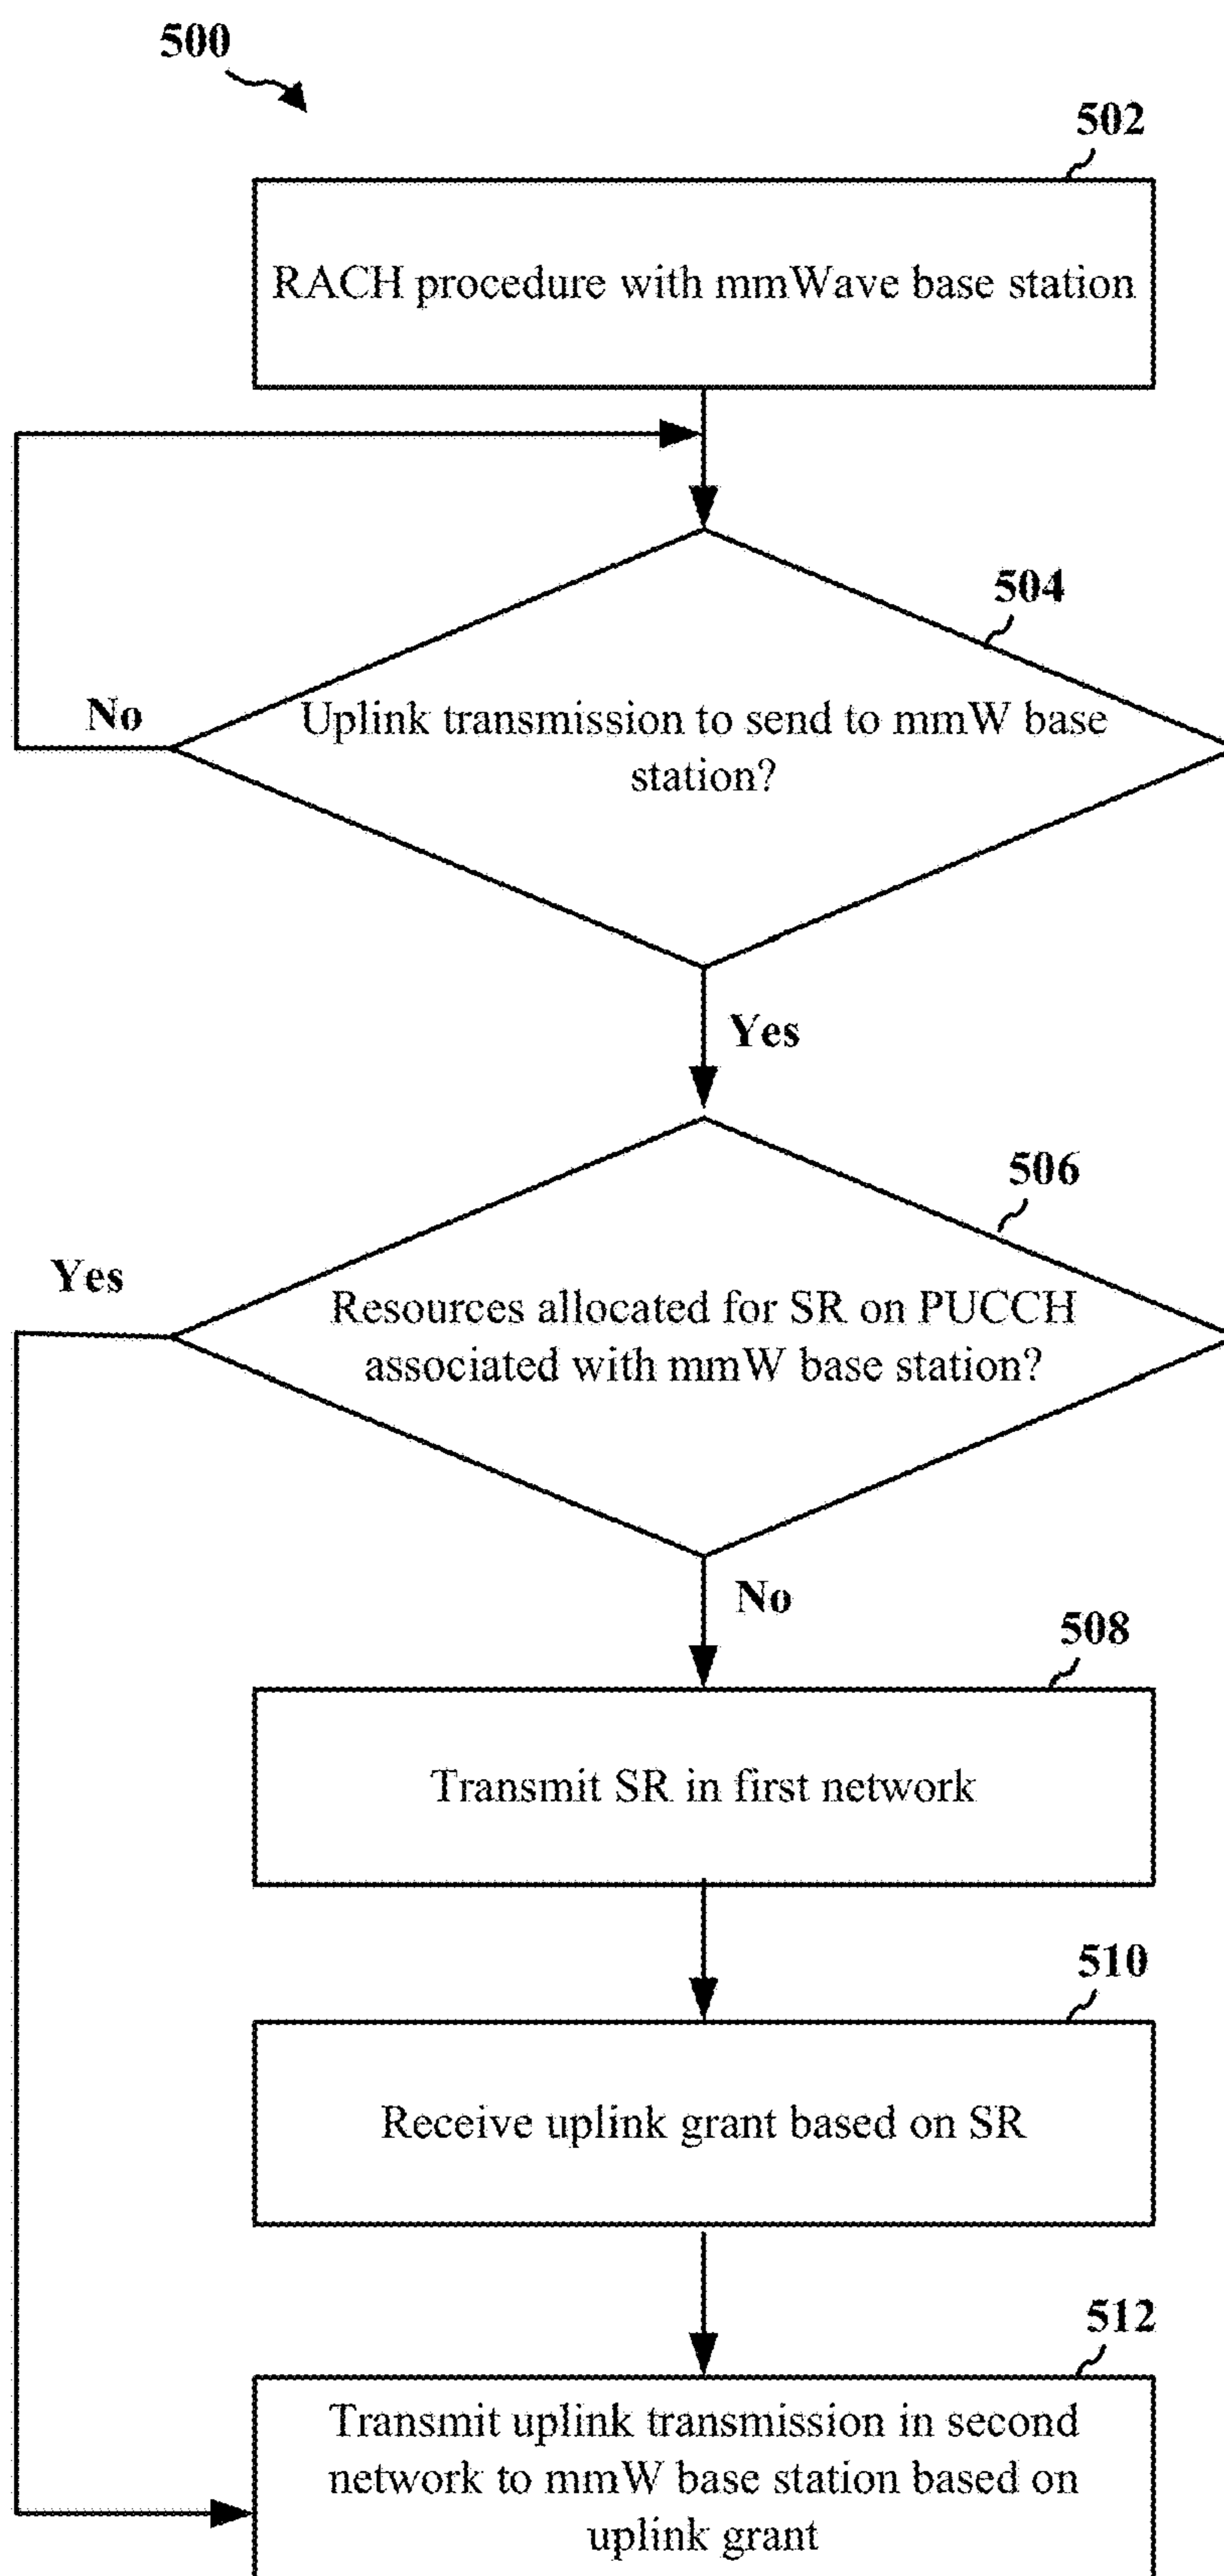 500
502
RACH procedure with mmWave base station
504
No
Uplink transmission to send to mmW base
station?
Yes
506
Yes
Resources allocated for SR on PUCCH
associated with mmW base station?
No
508
Transmit SR in first network
510
Receive uplink grant based on SR
512
Transmit uplink transmission in second
network to mmW base station based on
uplink grant